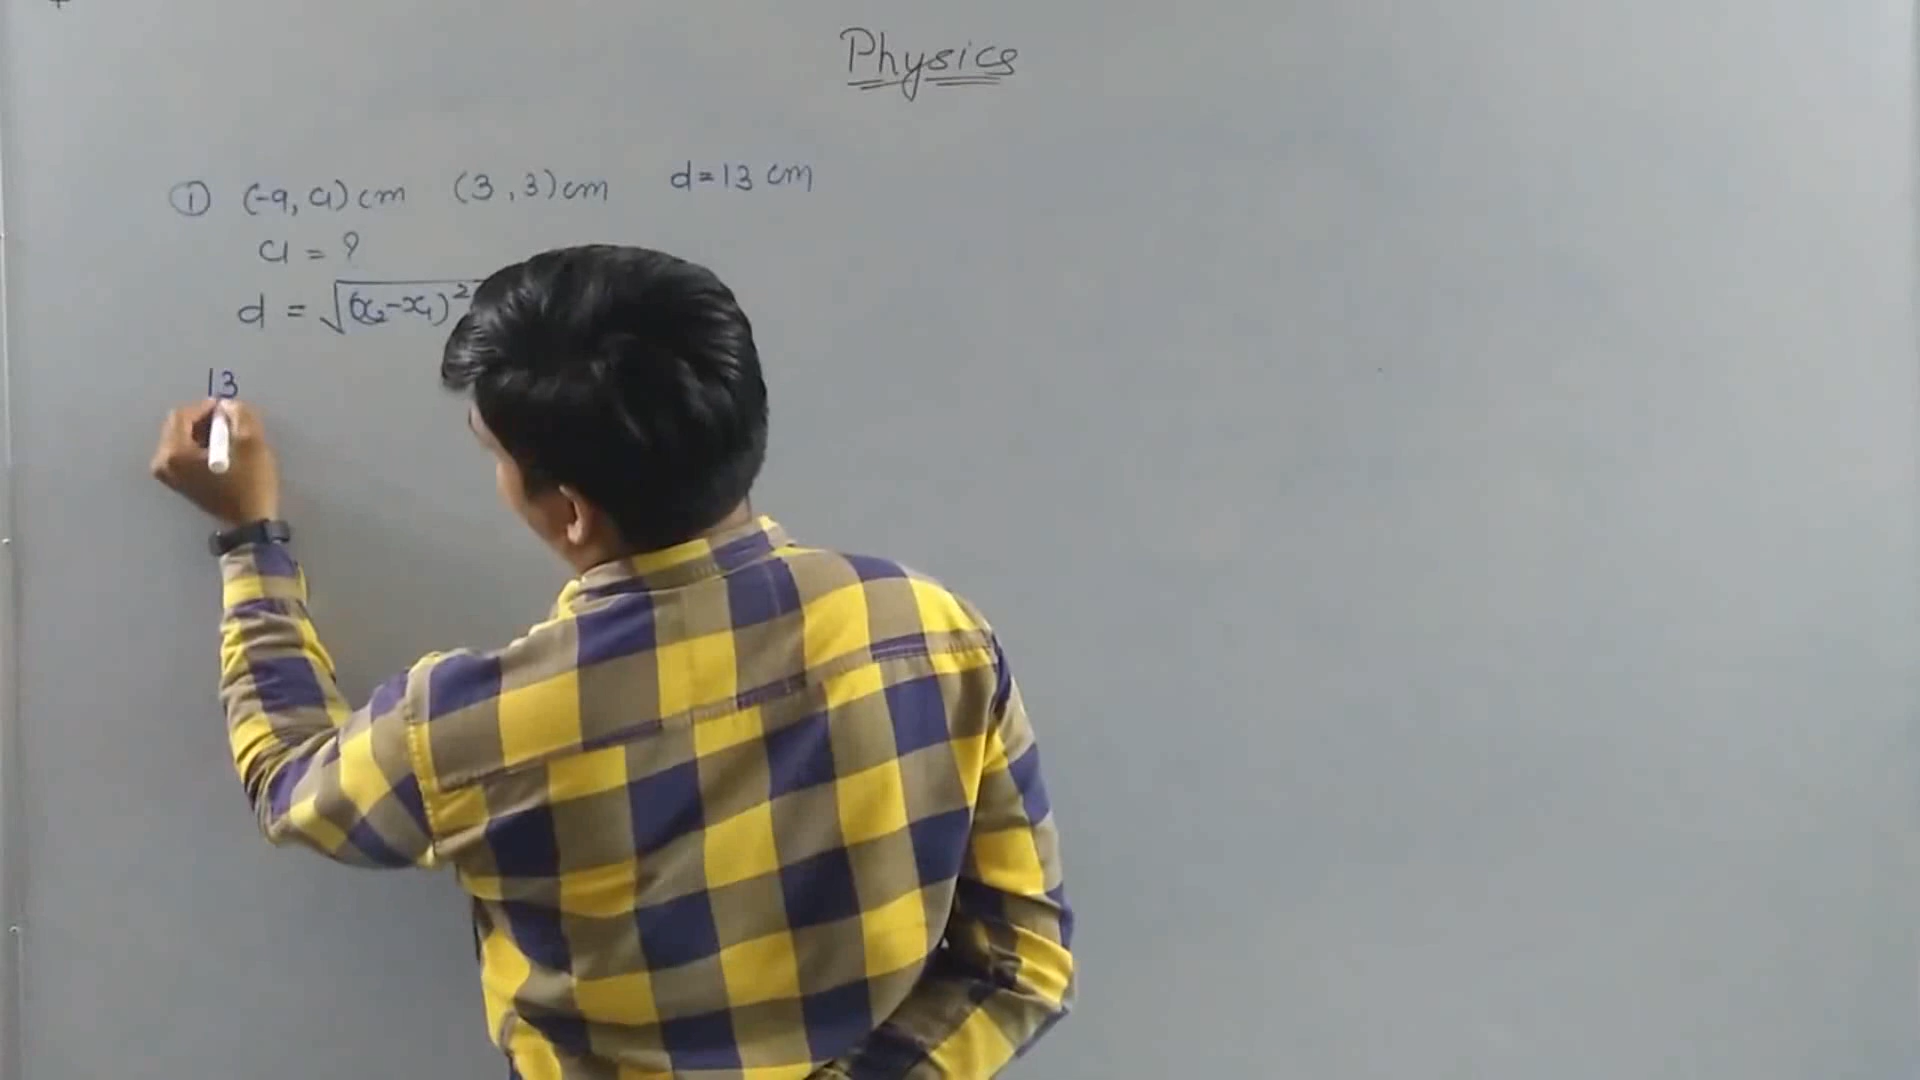 Physics
① (-9, a) cm (3, 3) cm d = 13 cm
a = ?
d = √(x₂-x₁)²
13